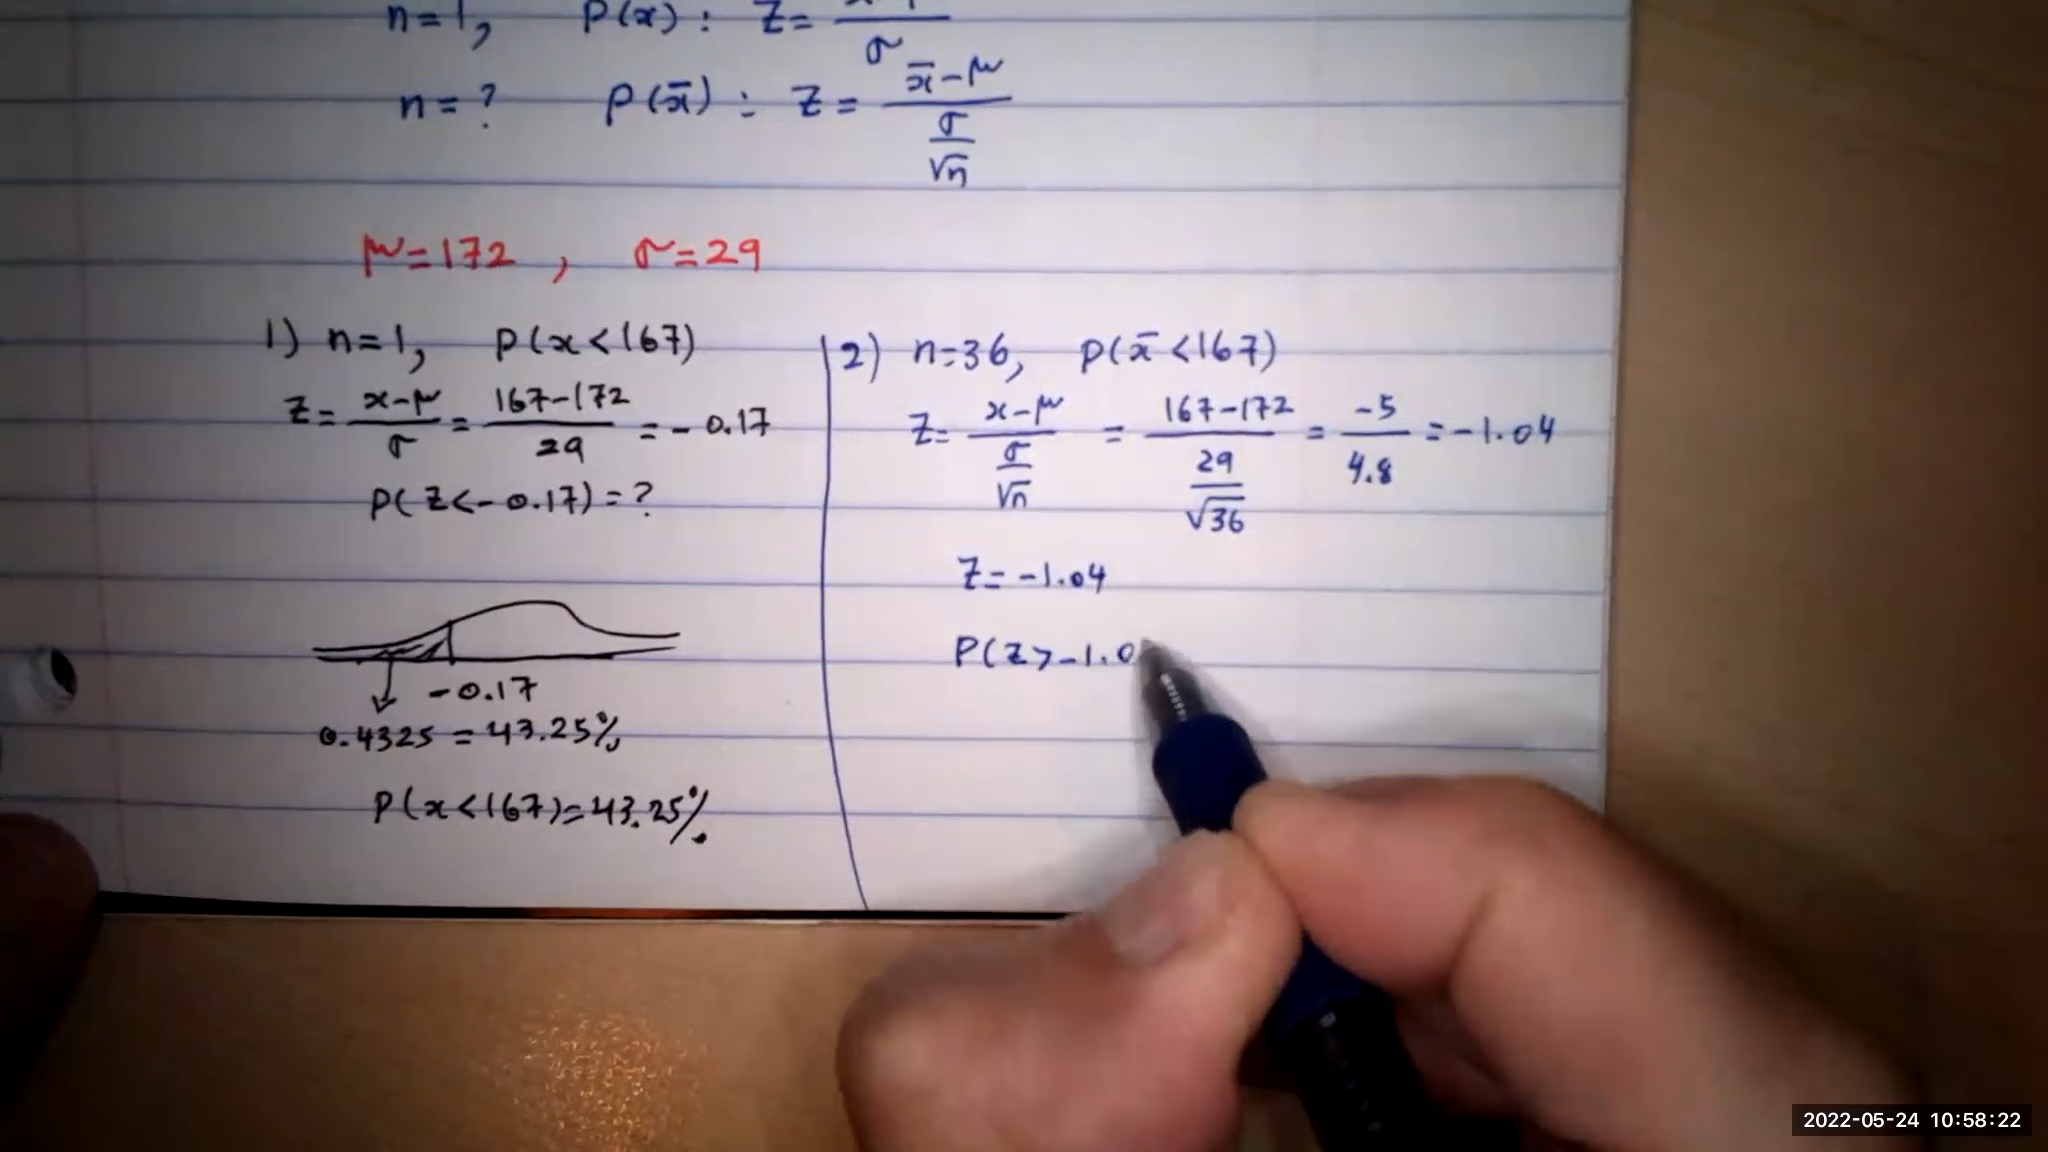 n=1, P(x): Z= x-μ/σ
n=? P(x̄): Z= x̄-μ/(σ/√n)
μ=172, σ=29
1) n=1, P(x<167)
Z= x-μ/σ = 167-172/29 = -0.17
P(Z<-0.17)=?
-0.17
0.4325 = 43.25%
P(x<167)=43.25%
2) n=36, P(x̄<167)
Z= x-μ/(σ/√n) = 167-172/(29/√36) = -5/4.8 = -1.04
Z= -1.04
P(Z>-1.0
2022-05-24 10:58:22